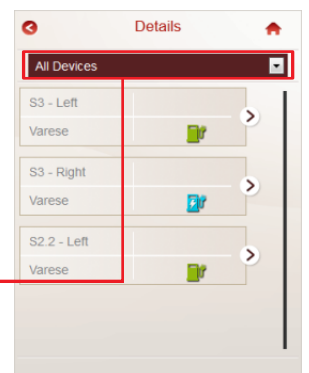 Details
All Devices
S3 - Left
Varese
S3 - Right
Varese
S2.2 - Left
Varese